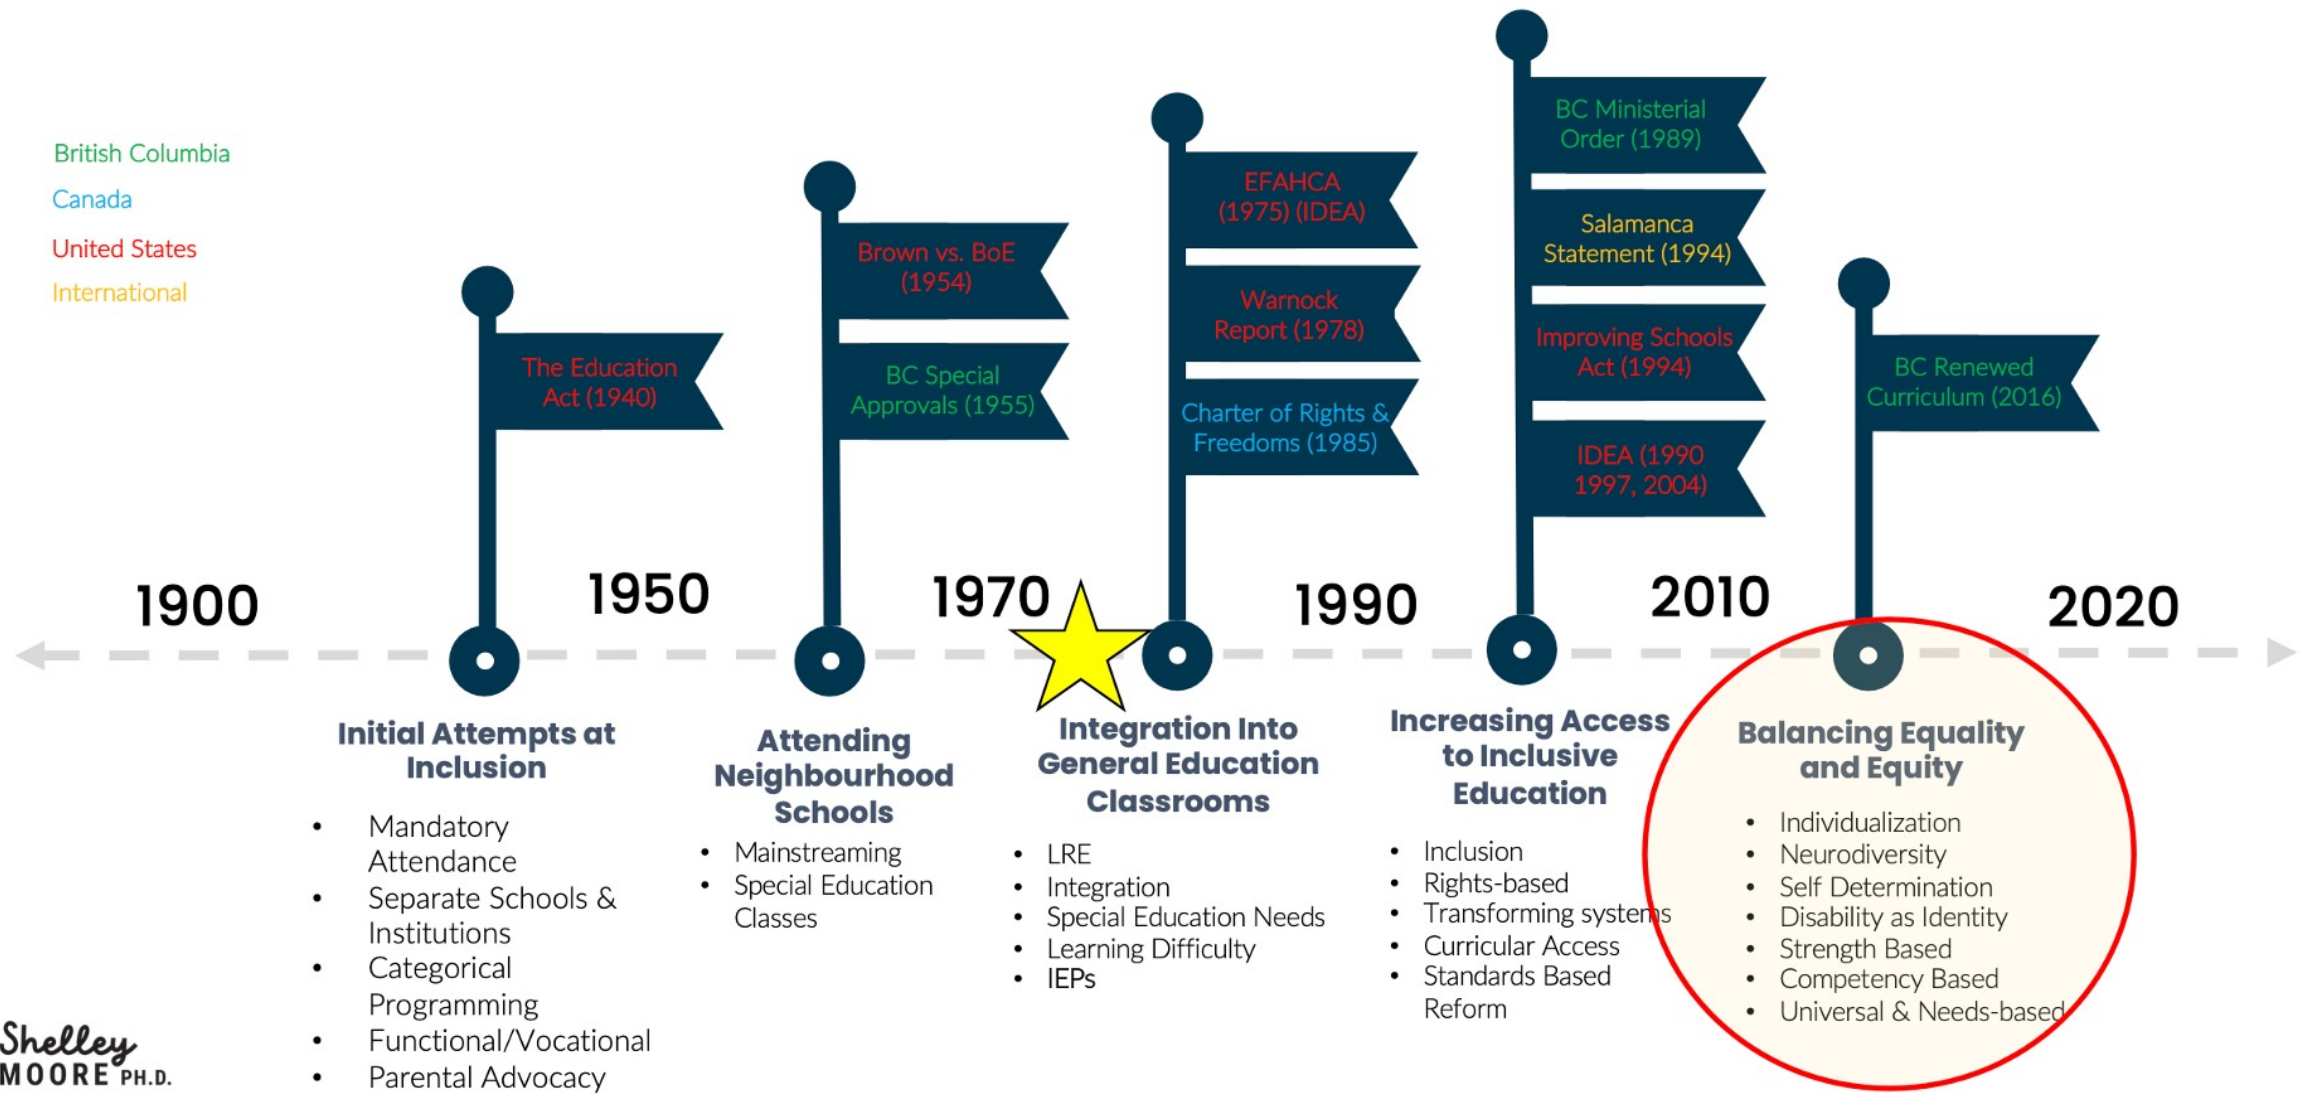 British Columbia
Canada
United States
International
The Education
Act (1940)
Brown vs. BoE
(1954)
BC Special
Approvals (1955)
EFAHCA
(1975) (IDEA)
Warnock
Report (1978)
Charter of Rights &
Freedoms (1985)
BC Ministerial
Order (1989)
Salamanca
Statement (1994)
Improving Schools
Act (1994)
IDEA (1990
1997, 2004)
BC Renewed
Curriculum (2016)
1900
1950
1970
1990
2010
2020
Initial Attempts at
Inclusion
• Mandatory
Attendance
• Separate Schools &
Institutions
• Categorical
Programming
• Functional/Vocational
• Parental Advocacy
Attending
Neighbourhood
Schools
• Mainstreaming
• Special Education
Classes
Integration Into
General Education
Classrooms
• LRE
• Integration
• Special Education Needs
• Learning Difficulty
• IEPs
Increasing Access
to Inclusive
Education
• Inclusion
• Rights-based
• Transforming systems
• Curricular Access
• Standards Based
Reform
Balancing Equality
and Equity
• Individualization
• Neurodiversity
• Self Determination
• Disability as Identity
• Strength Based
• Competency Based
• Universal & Needs-based
Shelley
MOORE PH.D.